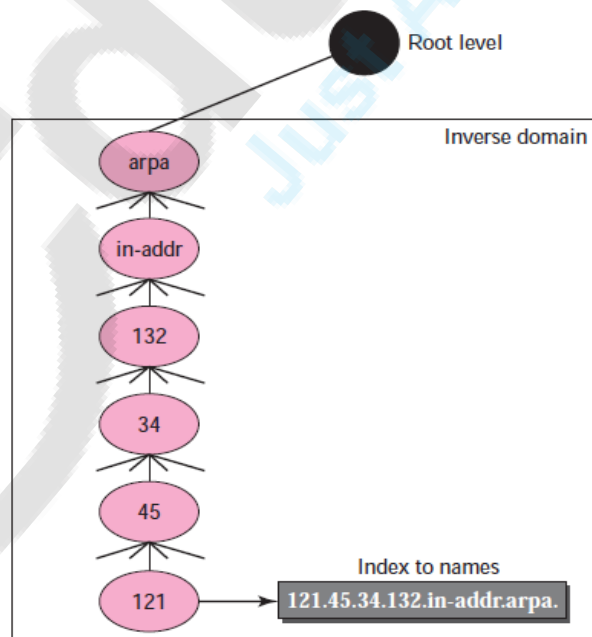 Root level
Inverse domain
arpa
in-addr
132
34
45
Index to names
121
121.45.34.132.in-addr.arpa.
Just A